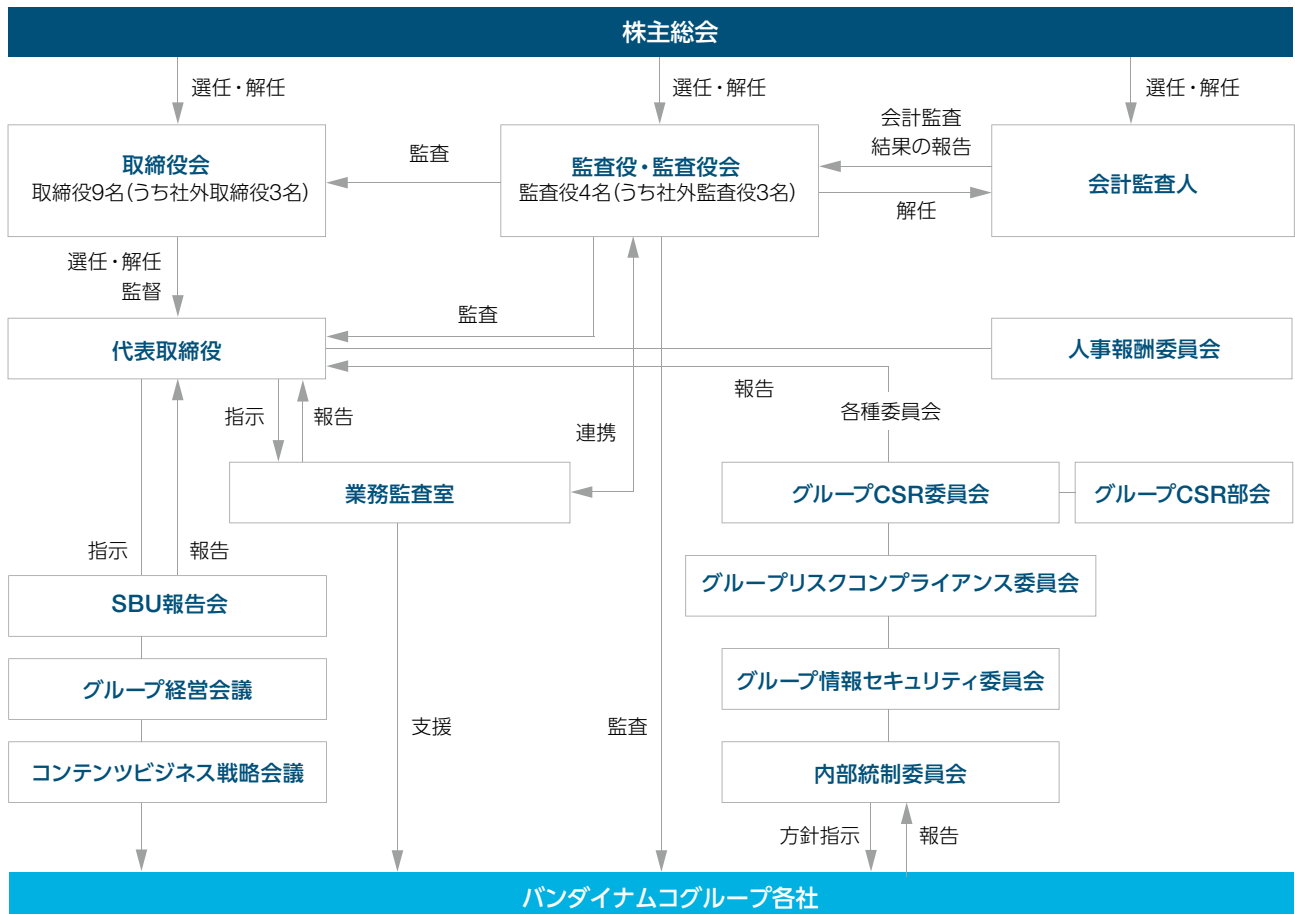 株主総会
選任・解任
選任・解任
選任・解任
取締役会
取締役9名(うち社外取締役3名)
監査
監査役・監査役会
監査役4名(うち社外監査役3名)
会計監査
結果の報告
解任
会計監査人
選任・解任
監督
監査
代表取締役
人事報酬委員会
報告
各種委員会
指示
報告
連携
業務監査室
グループCSR委員会
グループCSR部会
指示
報告
SBU報告会
グループリスクコンプライアンス委員会
グループ経営会議
グループ情報セキュリティ委員会
支援
監査
コンテンツビジネス戦略会議
内部統制委員会
方針指示
報告
バンダイナムコグループ各社